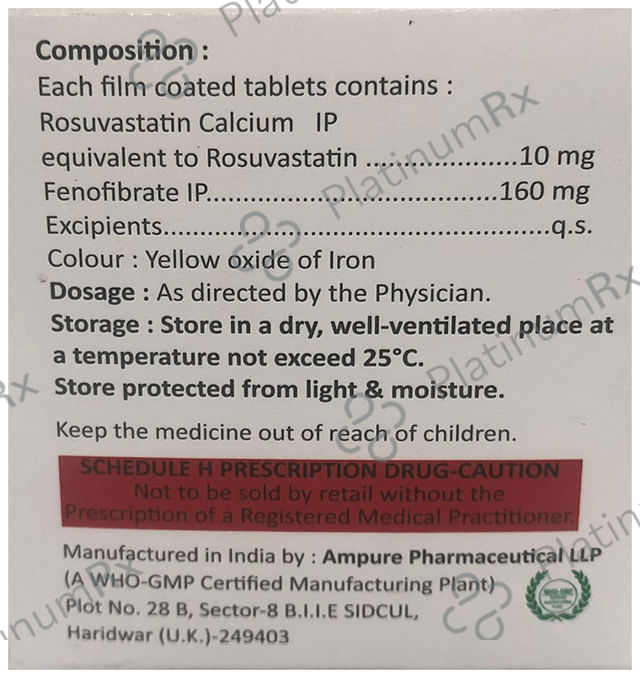 Composition :
Each film coated tablets contains :
Rosuvastatin Calcium IP
equivalent to Rosuvastatin .....................10 mg
Fenofibrate IP.......................................160 mg
Excipients....................................................q.s.
Colour : Yellow oxide of Iron
Dosage : As directed by the Physician.
Storage : Store in a dry, well-ventilated place at
a temperature not exceed 25°C.
Store protected from light & moisture.
Keep the medicine out of reach of children.
SCHEDULE H PRESCRIPTION DRUG-CAUTION
Not to be sold by retail without the
Prescription of a Registered Medical Practitioner.
Manufactured in India by : Ampure Pharmaceutical LLP
(A WHO-GMP Certified Manufacturing Plant)
Plot No. 28 B, Sector-8 B.I.I.E SIDCUL,
Haridwar (U.K.)-249403
PlatinumRx
PlatinumRx